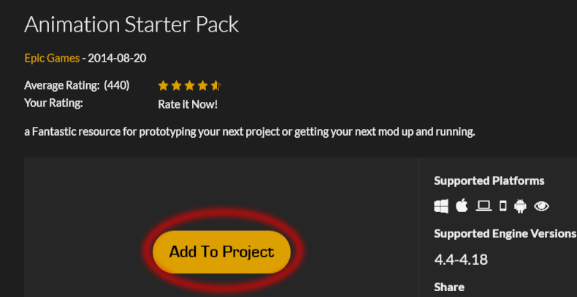 Animation Starter Pack
Epic Games - 2014-08-20
Average Rating: (440)
Your Rating: Rate it Now!
a Fantastic resource for prototyping your next project or getting your next mod up and running.
Supported Platforms
Add To Project
Supported Engine Versions
4.4-4.18
Share